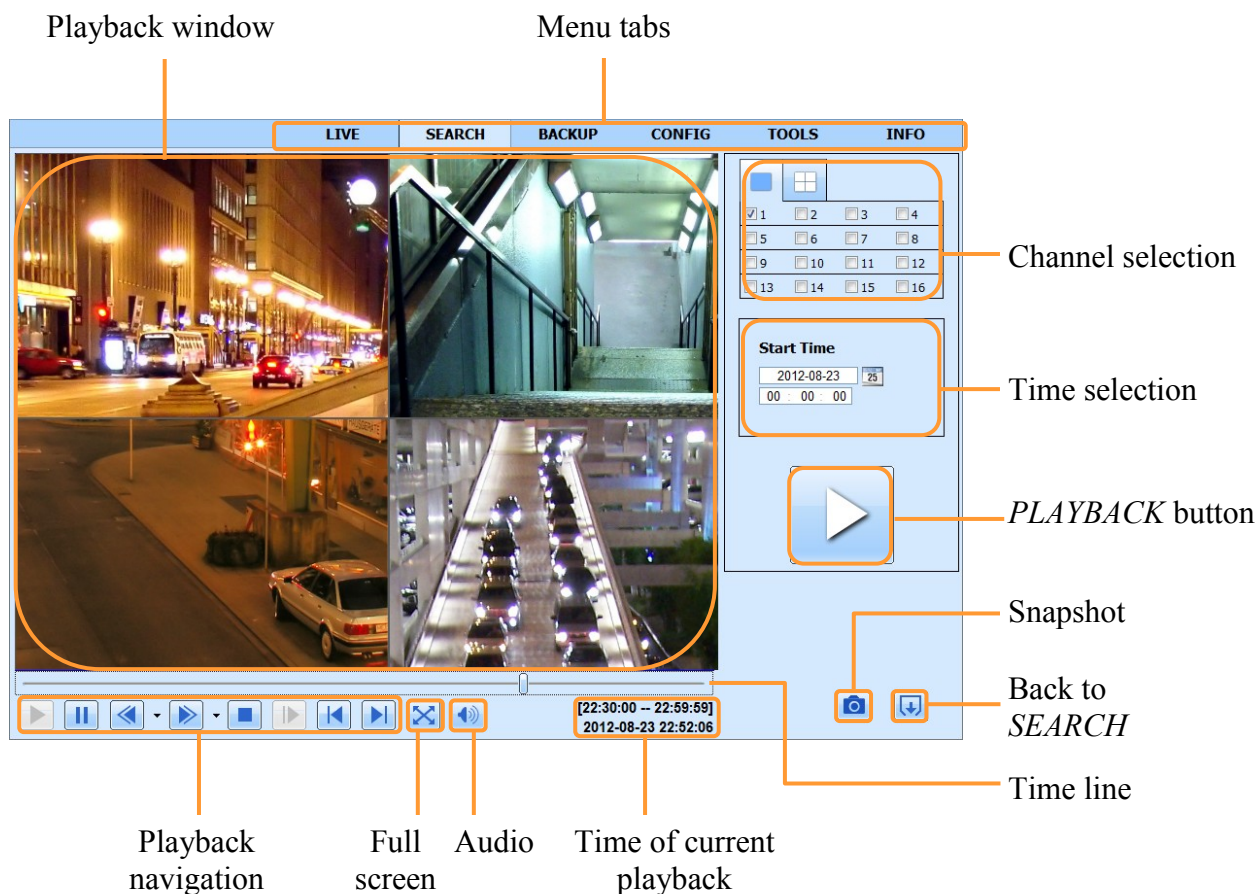 Playback window
Menu tabs
LIVE SEARCH BACKUP CONFIG TOOLS INFO
1 2 3 4
5 6 7 8
9 10 11 12
13 14 15 16
Channel selection
Start Time
2012-08-23 25
00 : 00 : 00
Time selection
PLAYBACK button
Snapshot
Back to
SEARCH
[22:30:00 -- 22:59:59]
2012-08-23 22:52:06
Time line
Playback
navigation
Full
screen
Audio
Time of current
playback